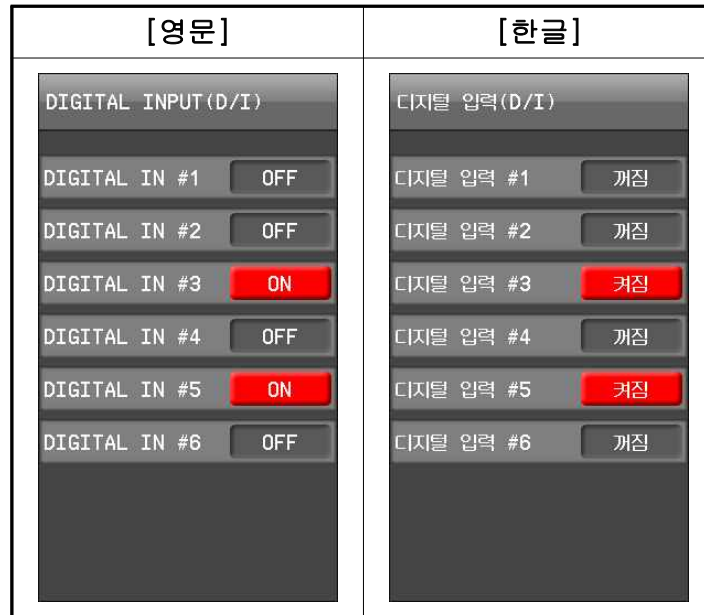 [영문]
DIGITAL INPUT(D/I)
DIGITAL IN #1 OFF
DIGITAL IN #2 OFF
DIGITAL IN #3 ON
DIGITAL IN #4 OFF
DIGITAL IN #5 ON
DIGITAL IN #6 OFF
[한글]
디지털 입력(D/I)
디지털 입력 #1 꺼짐
디지털 입력 #2 꺼짐
디지털 입력 #3 켜짐
디지털 입력 #4 꺼짐
디지털 입력 #5 켜짐
디지털 입력 #6 꺼짐